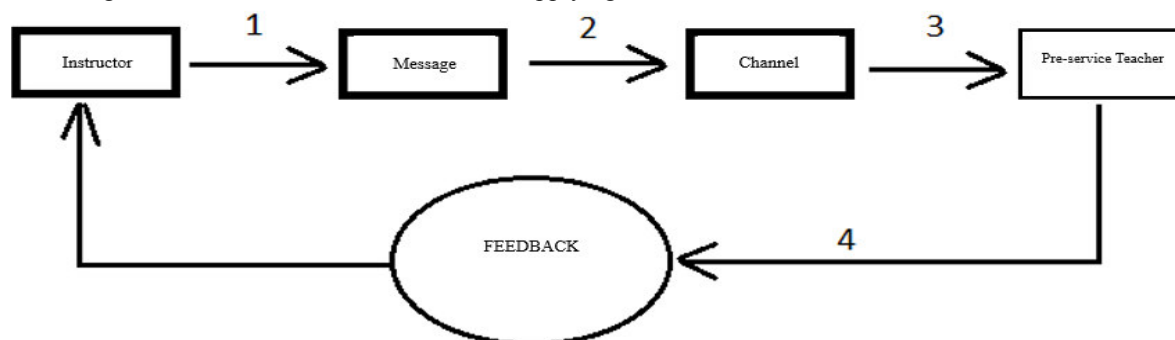 1
2
3
Instructor
Message
Channel
Pre-service Teacher
FEEDBACK
4